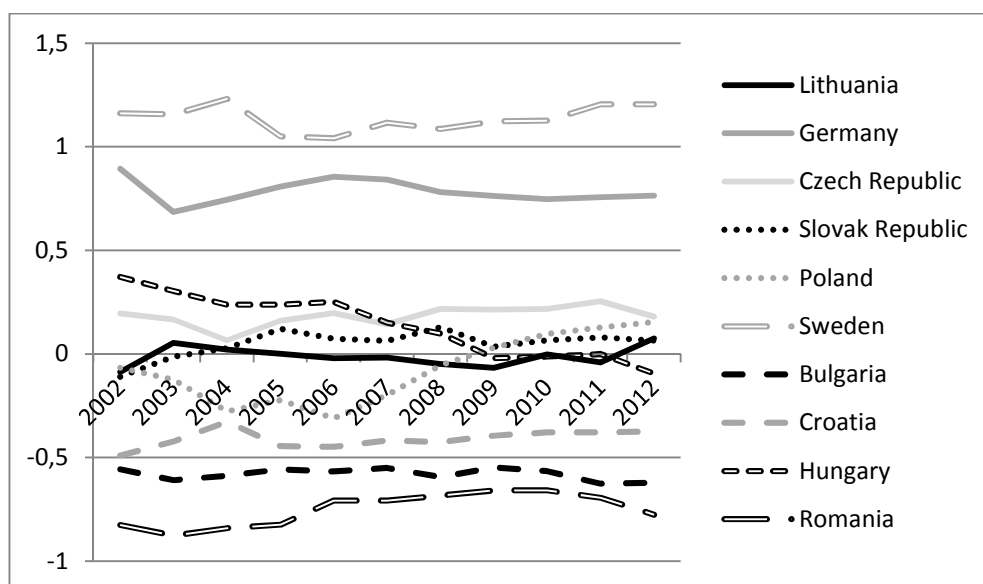 1,5
1
0,5
0
-0,5
-1
2002 2003 2004 2005 2006 2007 2008 2009 2010 2011 2012
Lithuania
Germany
Czech Republic
Slovak Republic
Poland
Sweden
Bulgaria
Croatia
Hungary
Romania